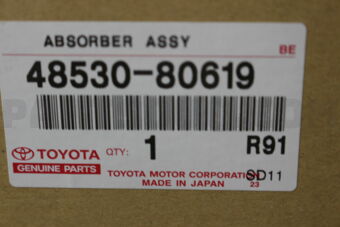 ABSORBER ASSY
BE
48530-80619
TOYOTA
GENUINE PARTS
QTY: 1
R91
TOYOTA MOTOR CORPORATION
MADE IN JAPAN
SD11
23